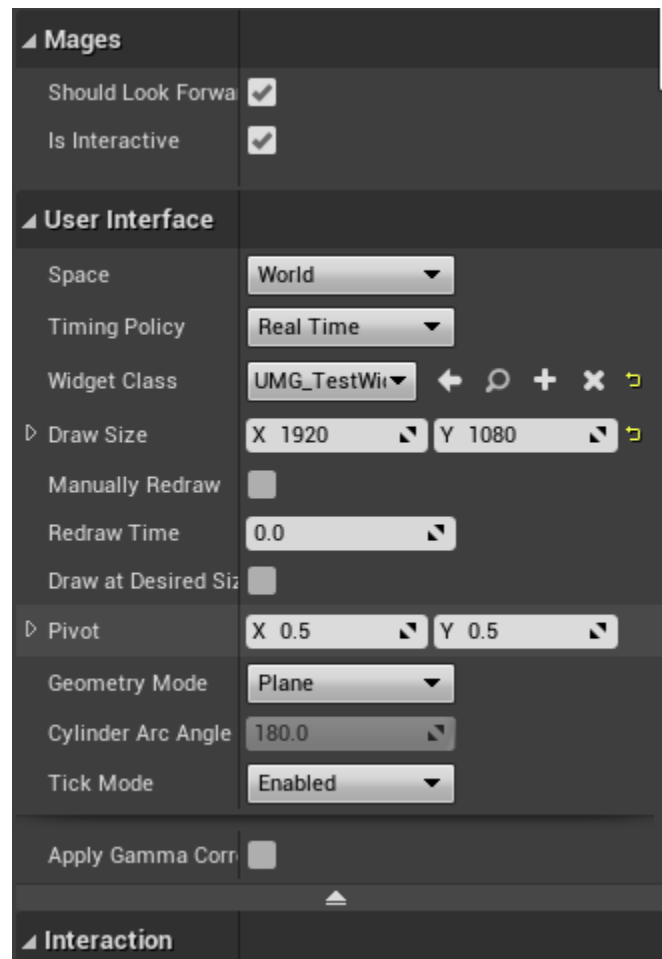 Mages
Should Look Forwa
Is Interactive
User Interface
Space World
Timing Policy Real Time
Widget Class UMG_TestWi
Draw Size X 1920 Y 1080
Manually Redraw
Redraw Time 0.0
Draw at Desired Siz
Pivot X 0.5 Y 0.5
Geometry Mode Plane
Cylinder Arc Angle 180.0
Tick Mode Enabled
Apply Gamma Corr
Interaction